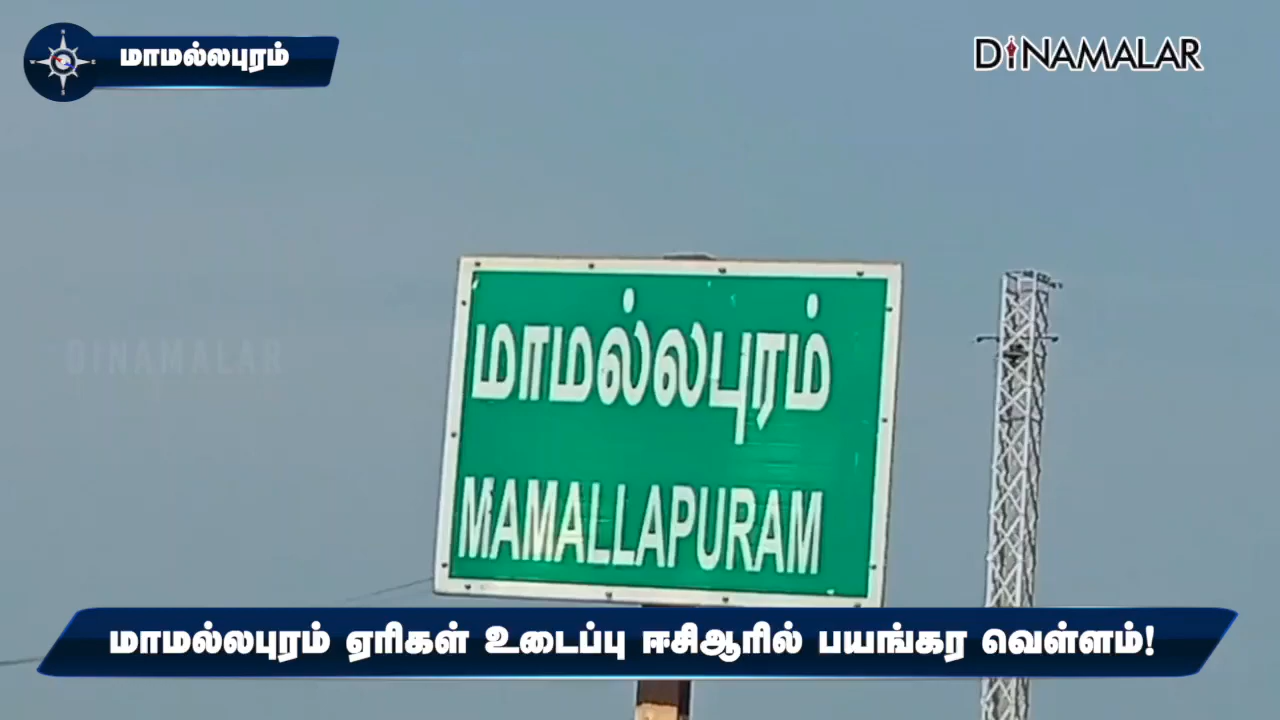 மாமல்லபுரம்
DINAMALAR
மாமல்லபுரம்
DINAMALAR
MAMALLAPURAM
மாமல்லபுரம் ஏரிகள் உடைப்பு ஈசிஆரில் பயங்கர வெள்ளம்!